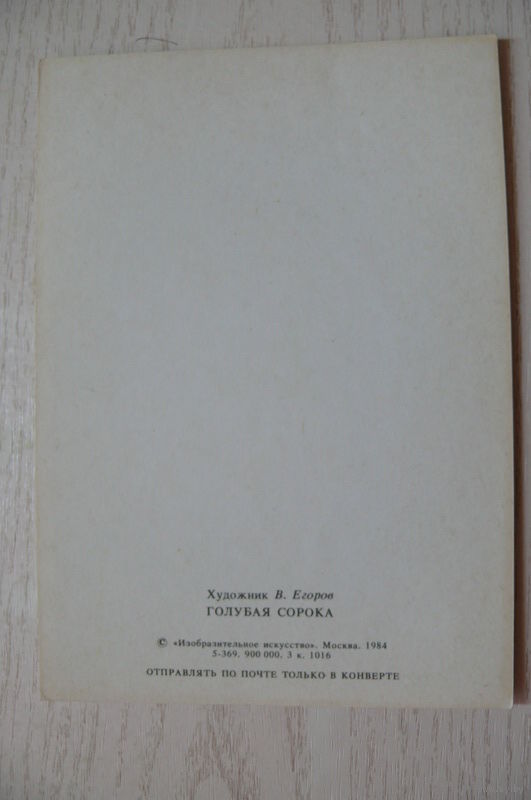 Художник В. Егоров
ГОЛУБАЯ СОРОКА
© «Изобразительное искусство». Москва. 1984
5-369. 900 000. 3 к. 1016
ОТПРАВЛЯТЬ ПО ПОЧТЕ ТОЛЬКО В КОНВЕРТЕ